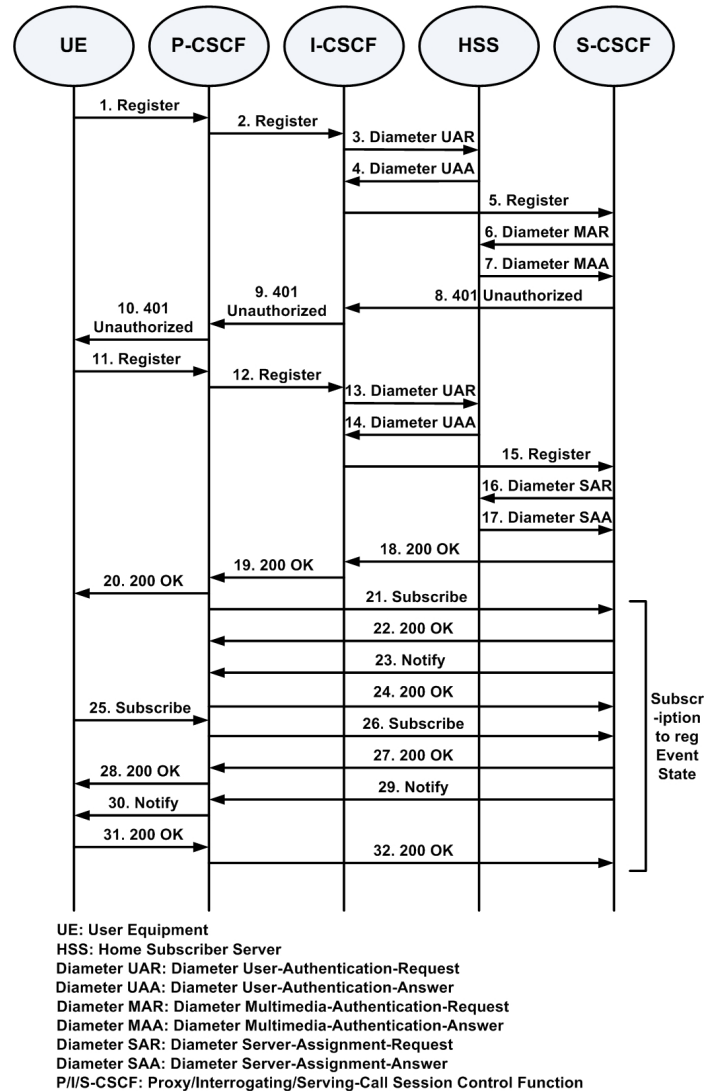 UE
P-CSCF
I-CSCF
HSS
S-CSCF
1. Register
2. Register
3. Diameter UAR
4. Diameter UAA
5. Register
6. Diameter MAR
7. Diameter MAA
8. 401 Unauthorized
9. 401
Unauthorized
10. 401
Unauthorized
11. Register
12. Register
13. Diameter UAR
14. Diameter UAA
15. Register
16. Diameter SAR
17. Diameter SAA
18. 200 OK
19. 200 OK
20. 200 OK
21. Subscribe
22. 200 OK
23. Notify
24. 200 OK
25. Subscribe
26. Subscribe
27. 200 OK
28. 200 OK
29. Notify
30. Notify
31. 200 OK
32. 200 OK
Subscr
-iption
to reg
Event
State
UE: User Equipment
HSS: Home Subscriber Server
Diameter UAR: Diameter User-Authentication-Request
Diameter UAA: Diameter User-Authentication-Answer
Diameter MAR: Diameter Multimedia-Authentication-Request
Diameter MAA: Diameter Multimedia-Authentication-Answer
Diameter SAR: Diameter Server-Assignment-Request
Diameter SAA: Diameter Server-Assignment-Answer
P/I/S-CSCF: Proxy/Interrogating/Serving-Call Session Control Function